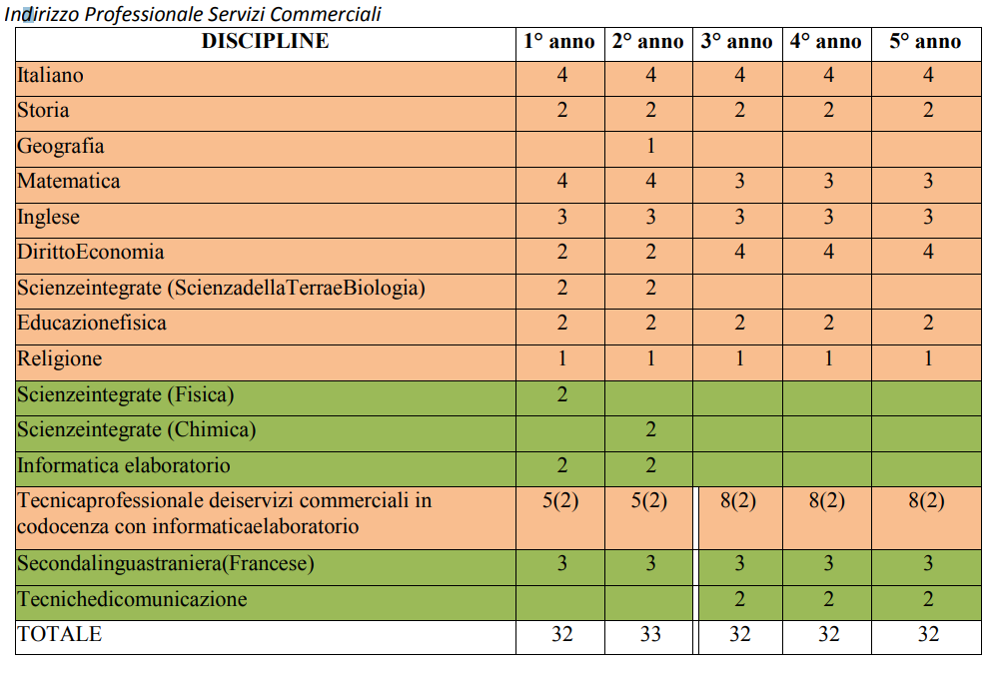 Indirizzo Professionale Servizi Commerciali
DISCIPLINE 1° anno 2° anno 3° anno 4° anno 5° anno
Italiano 4 4 4 4 4
Storia 2 2 2 2 2
Geografia 1
Matematica 4 4 3 3 3
Inglese 3 3 3 3 3
DirittoEconomia 2 2 4 4 4
Scienzeintegrate (ScienzadellaTerraeBiologia) 2 2
Educazionefisica 2 2 2 2 2
Religione 1 1 1 1 1
Scienzeintegrate (Fisica) 2
Scienzeintegrate (Chimica) 2
Informatica elaboratorio 2 2
Tecnicaprofessionale deiservizi commerciali in 5(2) 5(2) 8(2) 8(2) 8(2)
codocenza con informaticaelaboratorio
Secondalinguastraniera(Francese) 3 3 3 3 3
Tecnichedicomunicazione 2 2 2
TOTALE 32 33 32 32 32